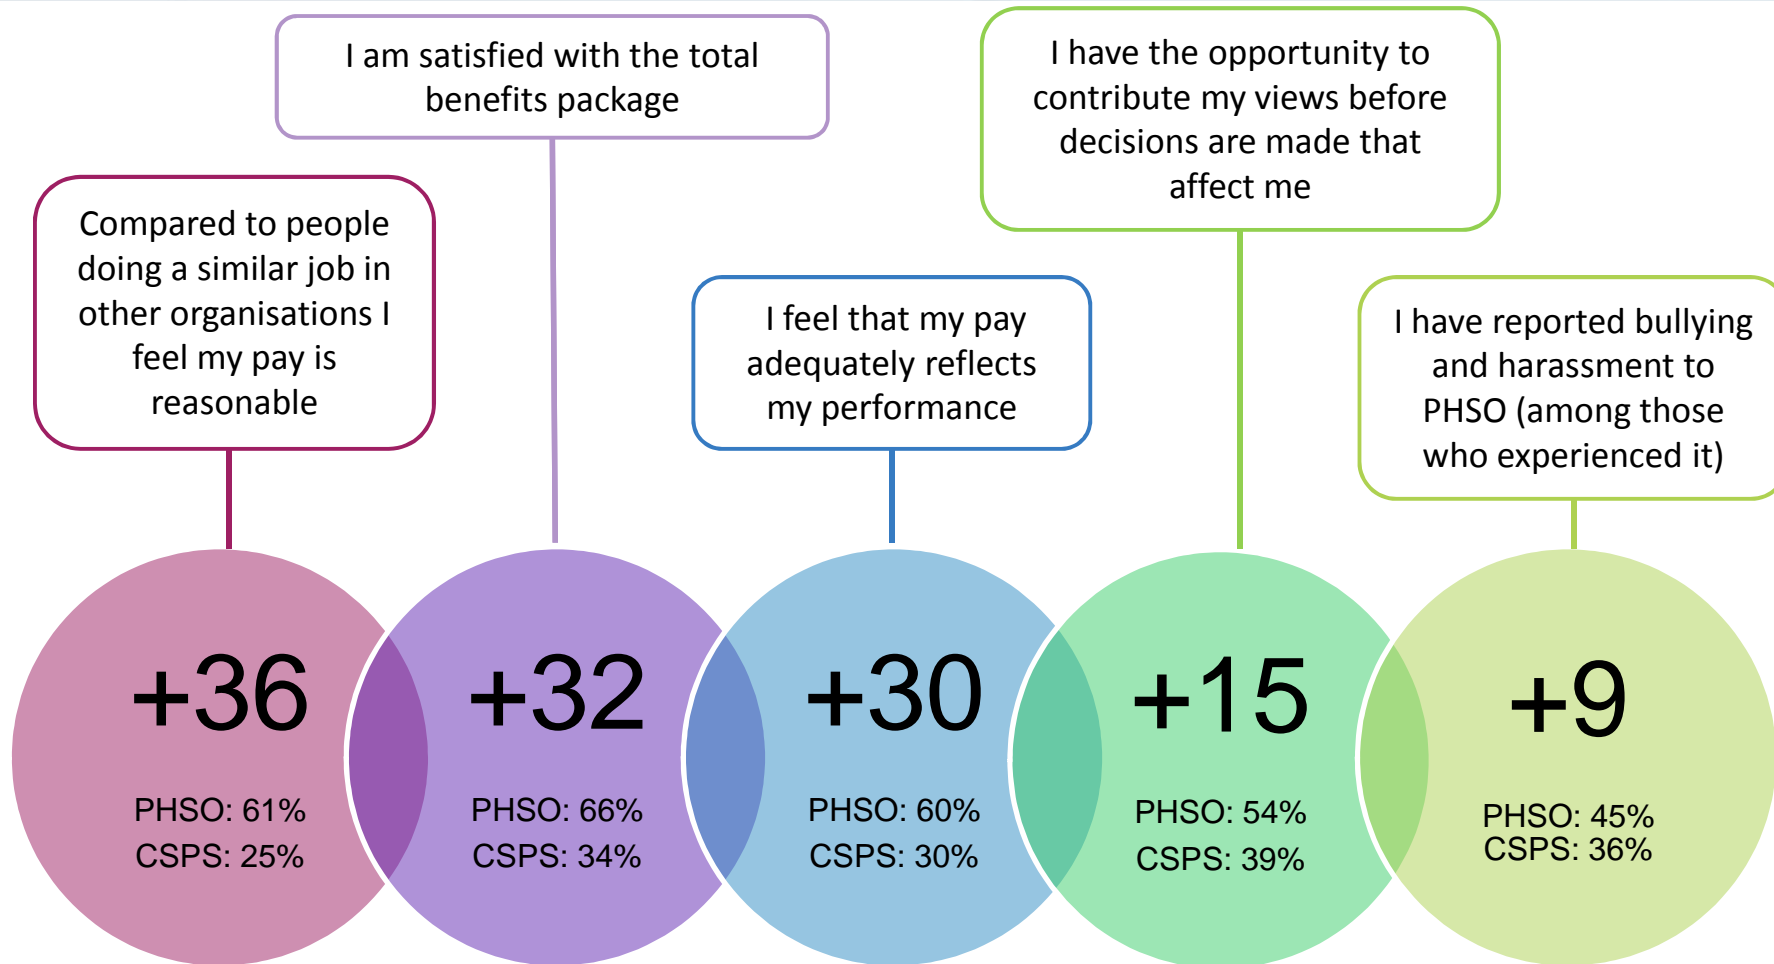 I am satisfied with the total
benefits package
I have the opportunity to
contribute my views before
decisions are made that
affect me
Compared to people
doing a similar job in
other organisations I
feel my pay is
reasonable
I feel that my pay
adequately reflects
my performance
I have reported bullying
and harassment to
PHSO (among those
who experienced it)
+36
PHSO: 61%
CSPS: 25%
+32
PHSO: 66%
CSPS: 34%
+30
PHSO: 60%
CSPS: 30%
+15
PHSO: 54%
CSPS: 39%
+9
PHSO: 45%
CSPS: 36%